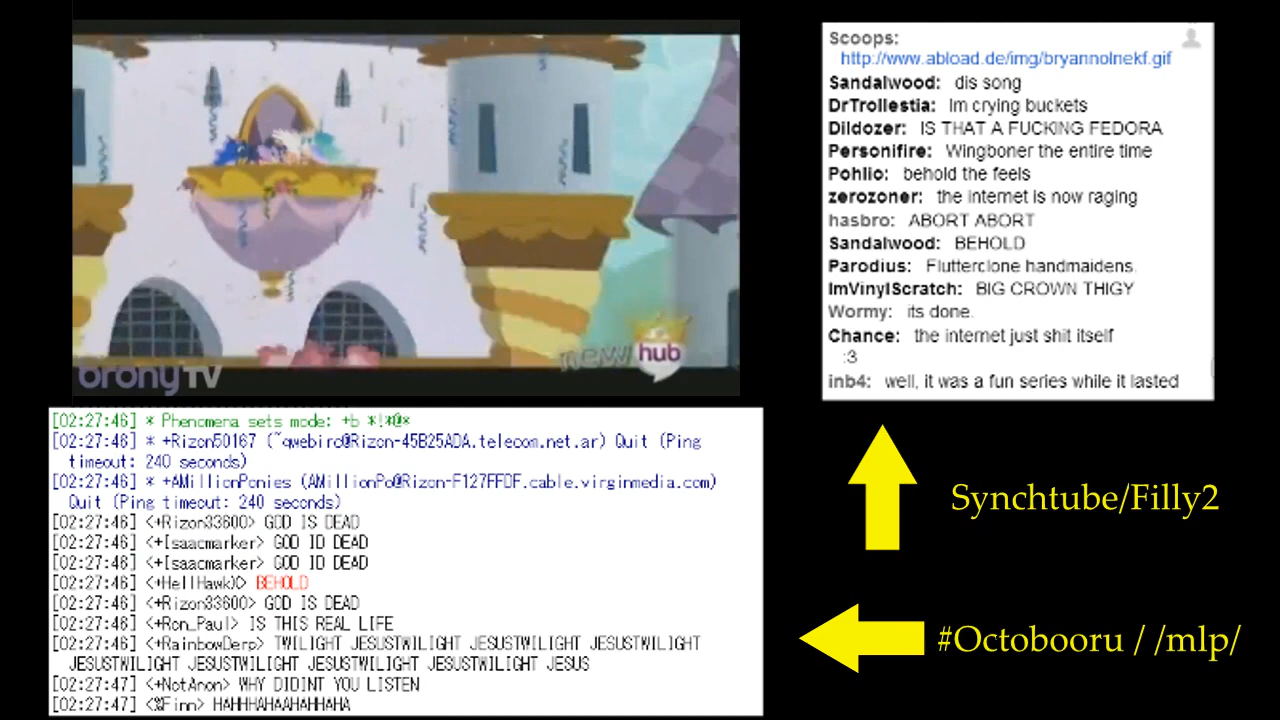 new hub
bronyTV
Scoops:
http://www.abload.de/img/bryannolnekf.gif
Sandalwood: dis song
DrTrollestia: Im crying buckets
Dildozer: IS THAT A FUCKING FEDORA
Personifire: Wingboner the entire time
Pohlio: behold the feels
zerozoner: the internet is now raging
hasbro: ABORT ABORT
Sandalwood: BEHOLD
Parodius: Flutterclone handmaidens.
ImVinylScratch: BIG CROWN THIGY
Wormy: its done.
Chance: the internet just shit itself
:3
inb4: well, it was a fun series while it lasted
[02:27:46] * Phenomera sets mode: +b *!*@*
[02:27:46] * +Rizon50167 (~qwebirc@Rizon-45B25ADA.telecom.net.ar) Quit (Ping
timeout: 240 seconds)
[02:27:46] * +AMillionPonies (AMillionPo@Rizon-F127FFDF.cable.virginmedia.com)
Quit (Ping timeout: 240 seconds)
[02:27:46] <+Rizon33600> GOD IS DEAD
[02:27:46] <+Isaacmarker> GOD ID DEAD
[02:27:46] <+Isaacmarker> GOD ID DEAD
[02:27:46] <+HellHawkX> BEHOLD
[02:27:46] <+Rizon33600> GOD IS DEAD
[02:27:46] <+Ron_Paul> IS THIS REAL LIFE
[02:27:46] <+RainbowDerp> TWILIGHT JESUSTWILIGHT JESUSTWILIGHT JESUSTWILIGHT
JESUSTWILIGHT JESUSTWILIGHT JESUSTWILIGHT JESUSTWILIGHT JESUS
[02:27:47] <+NotAnon> WHY DIDINT YOU LISTEN
[02:27:47] <%Finn> HAHHHAHAAHAHHAHA
Synchtube/Filly2
#Octobooru / /mlp/